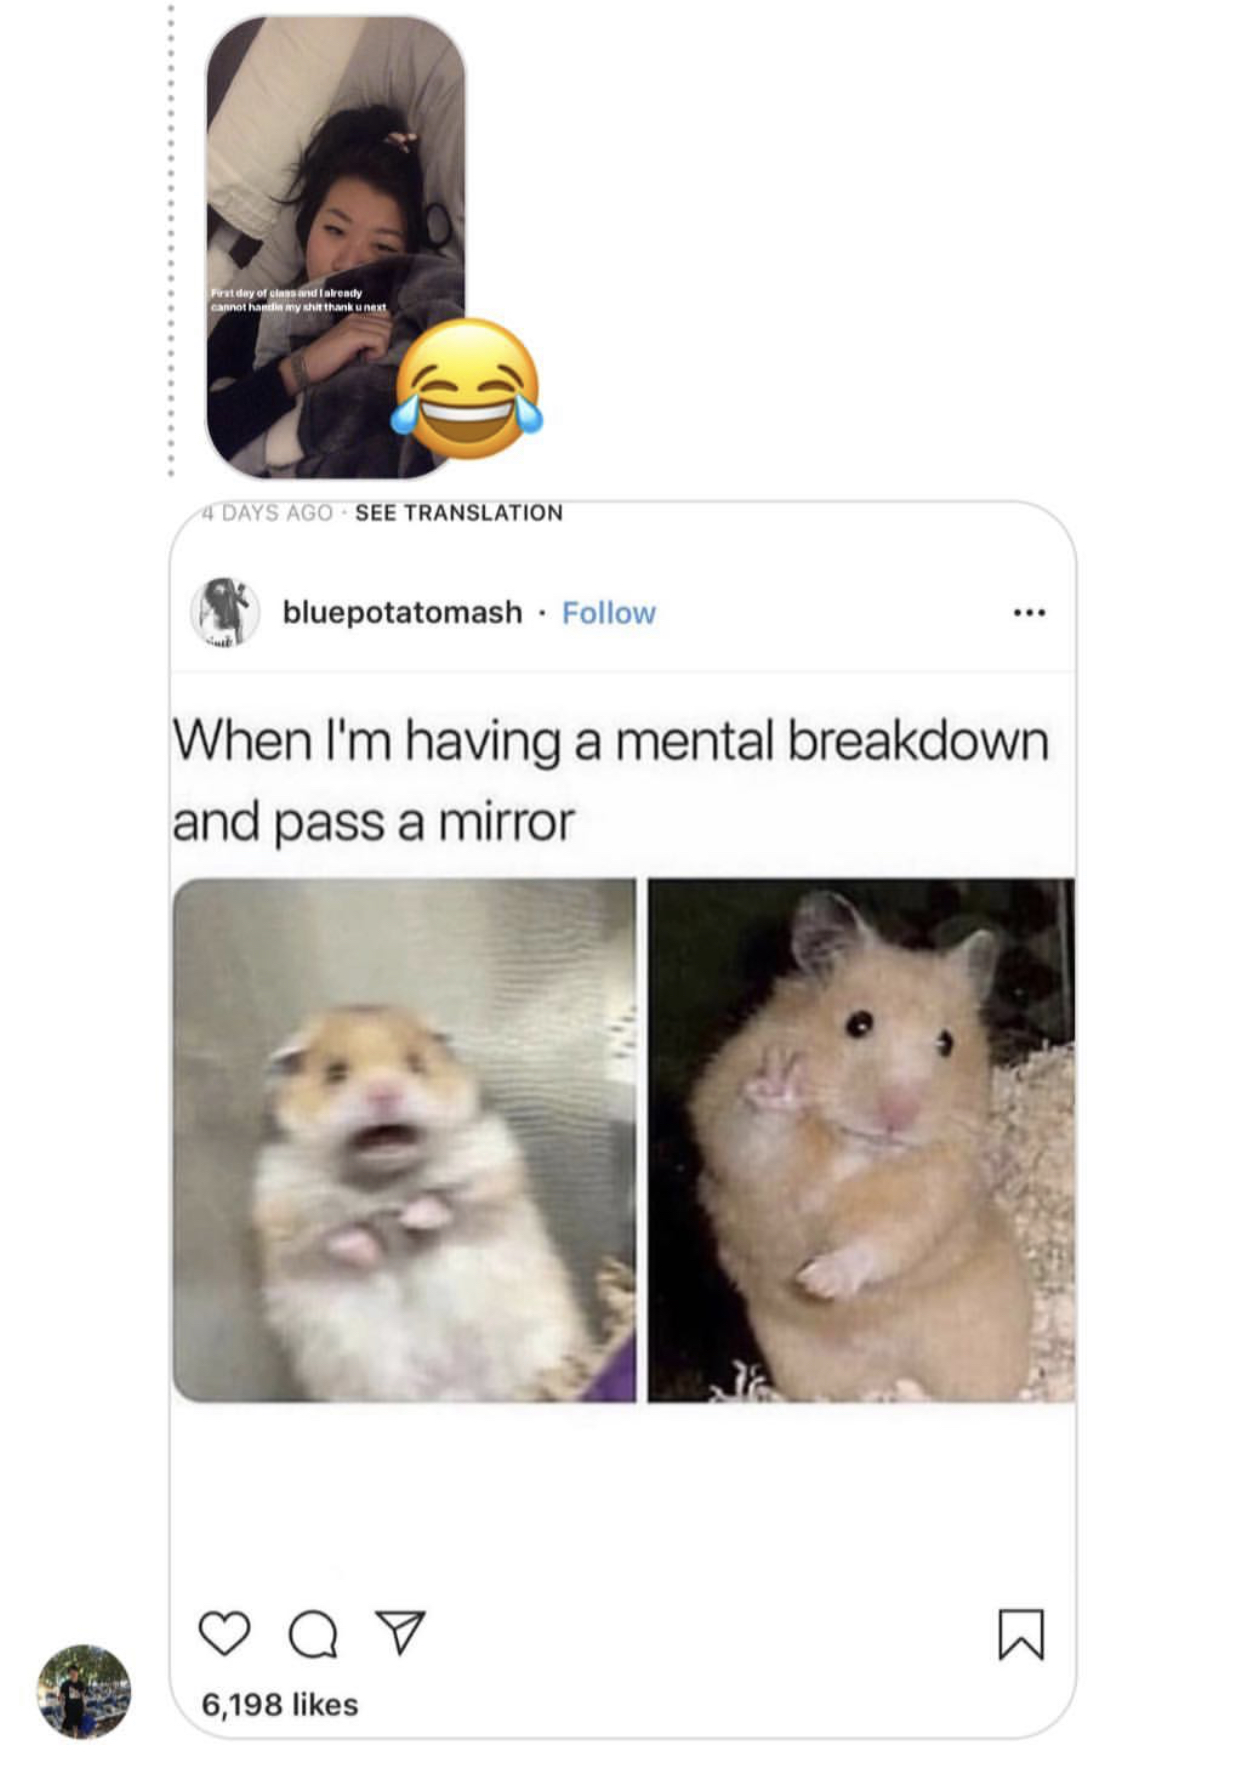 First day of class and I already
cannot handle my shit thank u next
4 DAYS AGO · SEE TRANSLATION
bluepotatomash · Follow
When I'm having a mental breakdown
and pass a mirror
6,198 likes